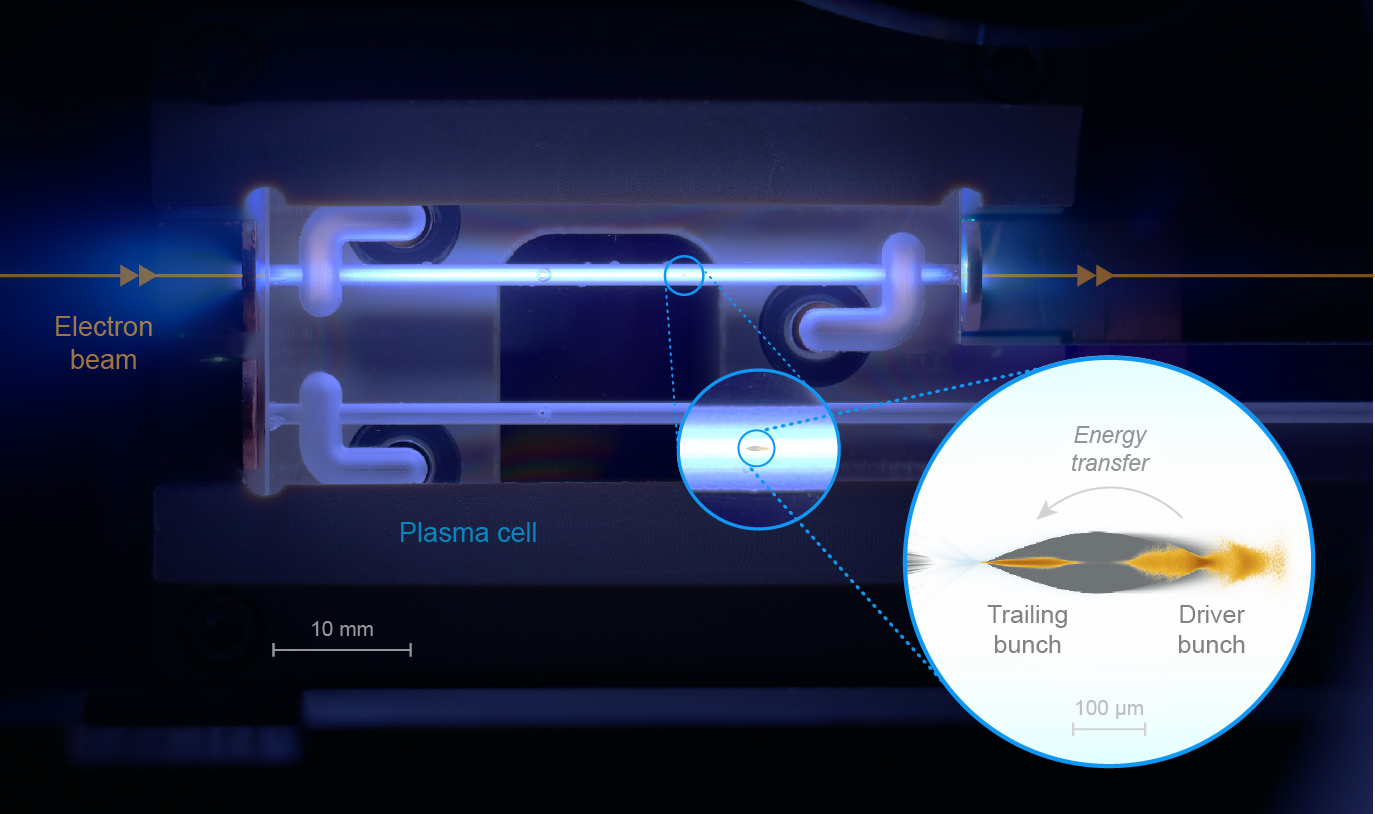 Electron
beam
Plasma cell
10 mm
Energy
transfer
Trailing
bunch
Driver
bunch
100 μm